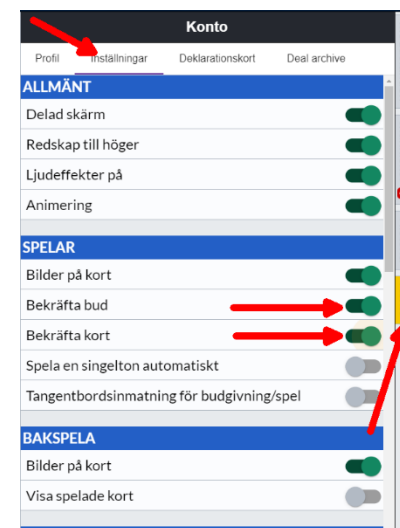 Konto
Profil Inställningar Deklarationskort Deal archive
ALLMÄNT
Delad skärm
Redskap till höger
Ljudeffekter på
Animering
SPELAR
Bilder på kort
Bekräfta bud
Bekräfta kort
Spela en singelton automatiskt
Tangentbordsinmatning för budgivning/spel
BAKSPELA
Bilder på kort
Visa spelade kort